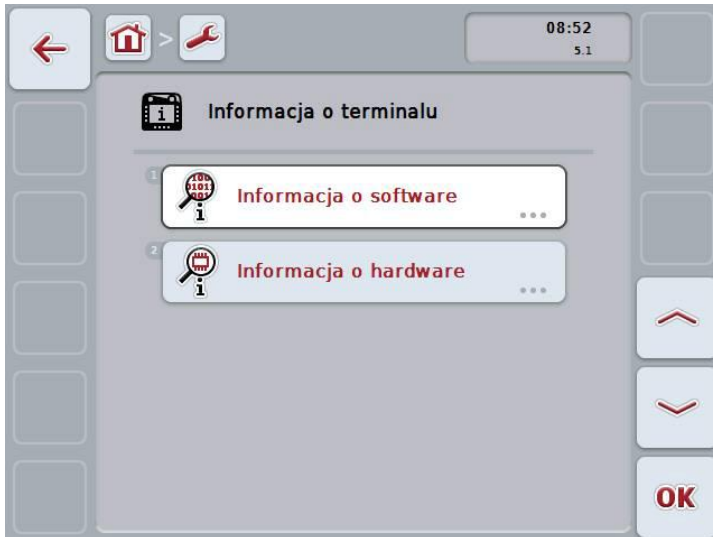 >
08:52
5.1
Informacja o terminalu
1
Informacja o software
2
Informacja o hardware
OK